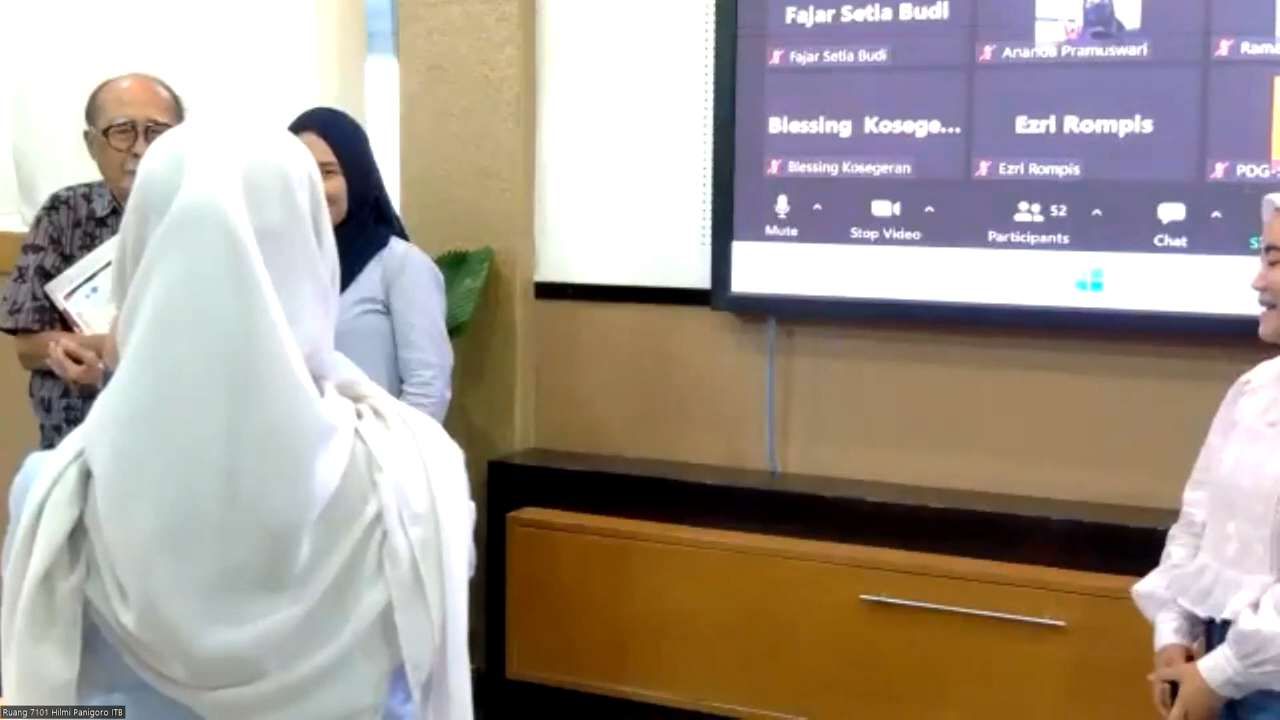 Fajar Setia Budi
Fajar Setia Budi
Ananda Pramuswari
Blessing Kosege...
Ezri Rompis
Blessing Kosegeran
Ezri Rompis
PDG-
Mute
Stop Video
52
Participants
Chat
Ruang 7101 Hilmi Panigoro ITB